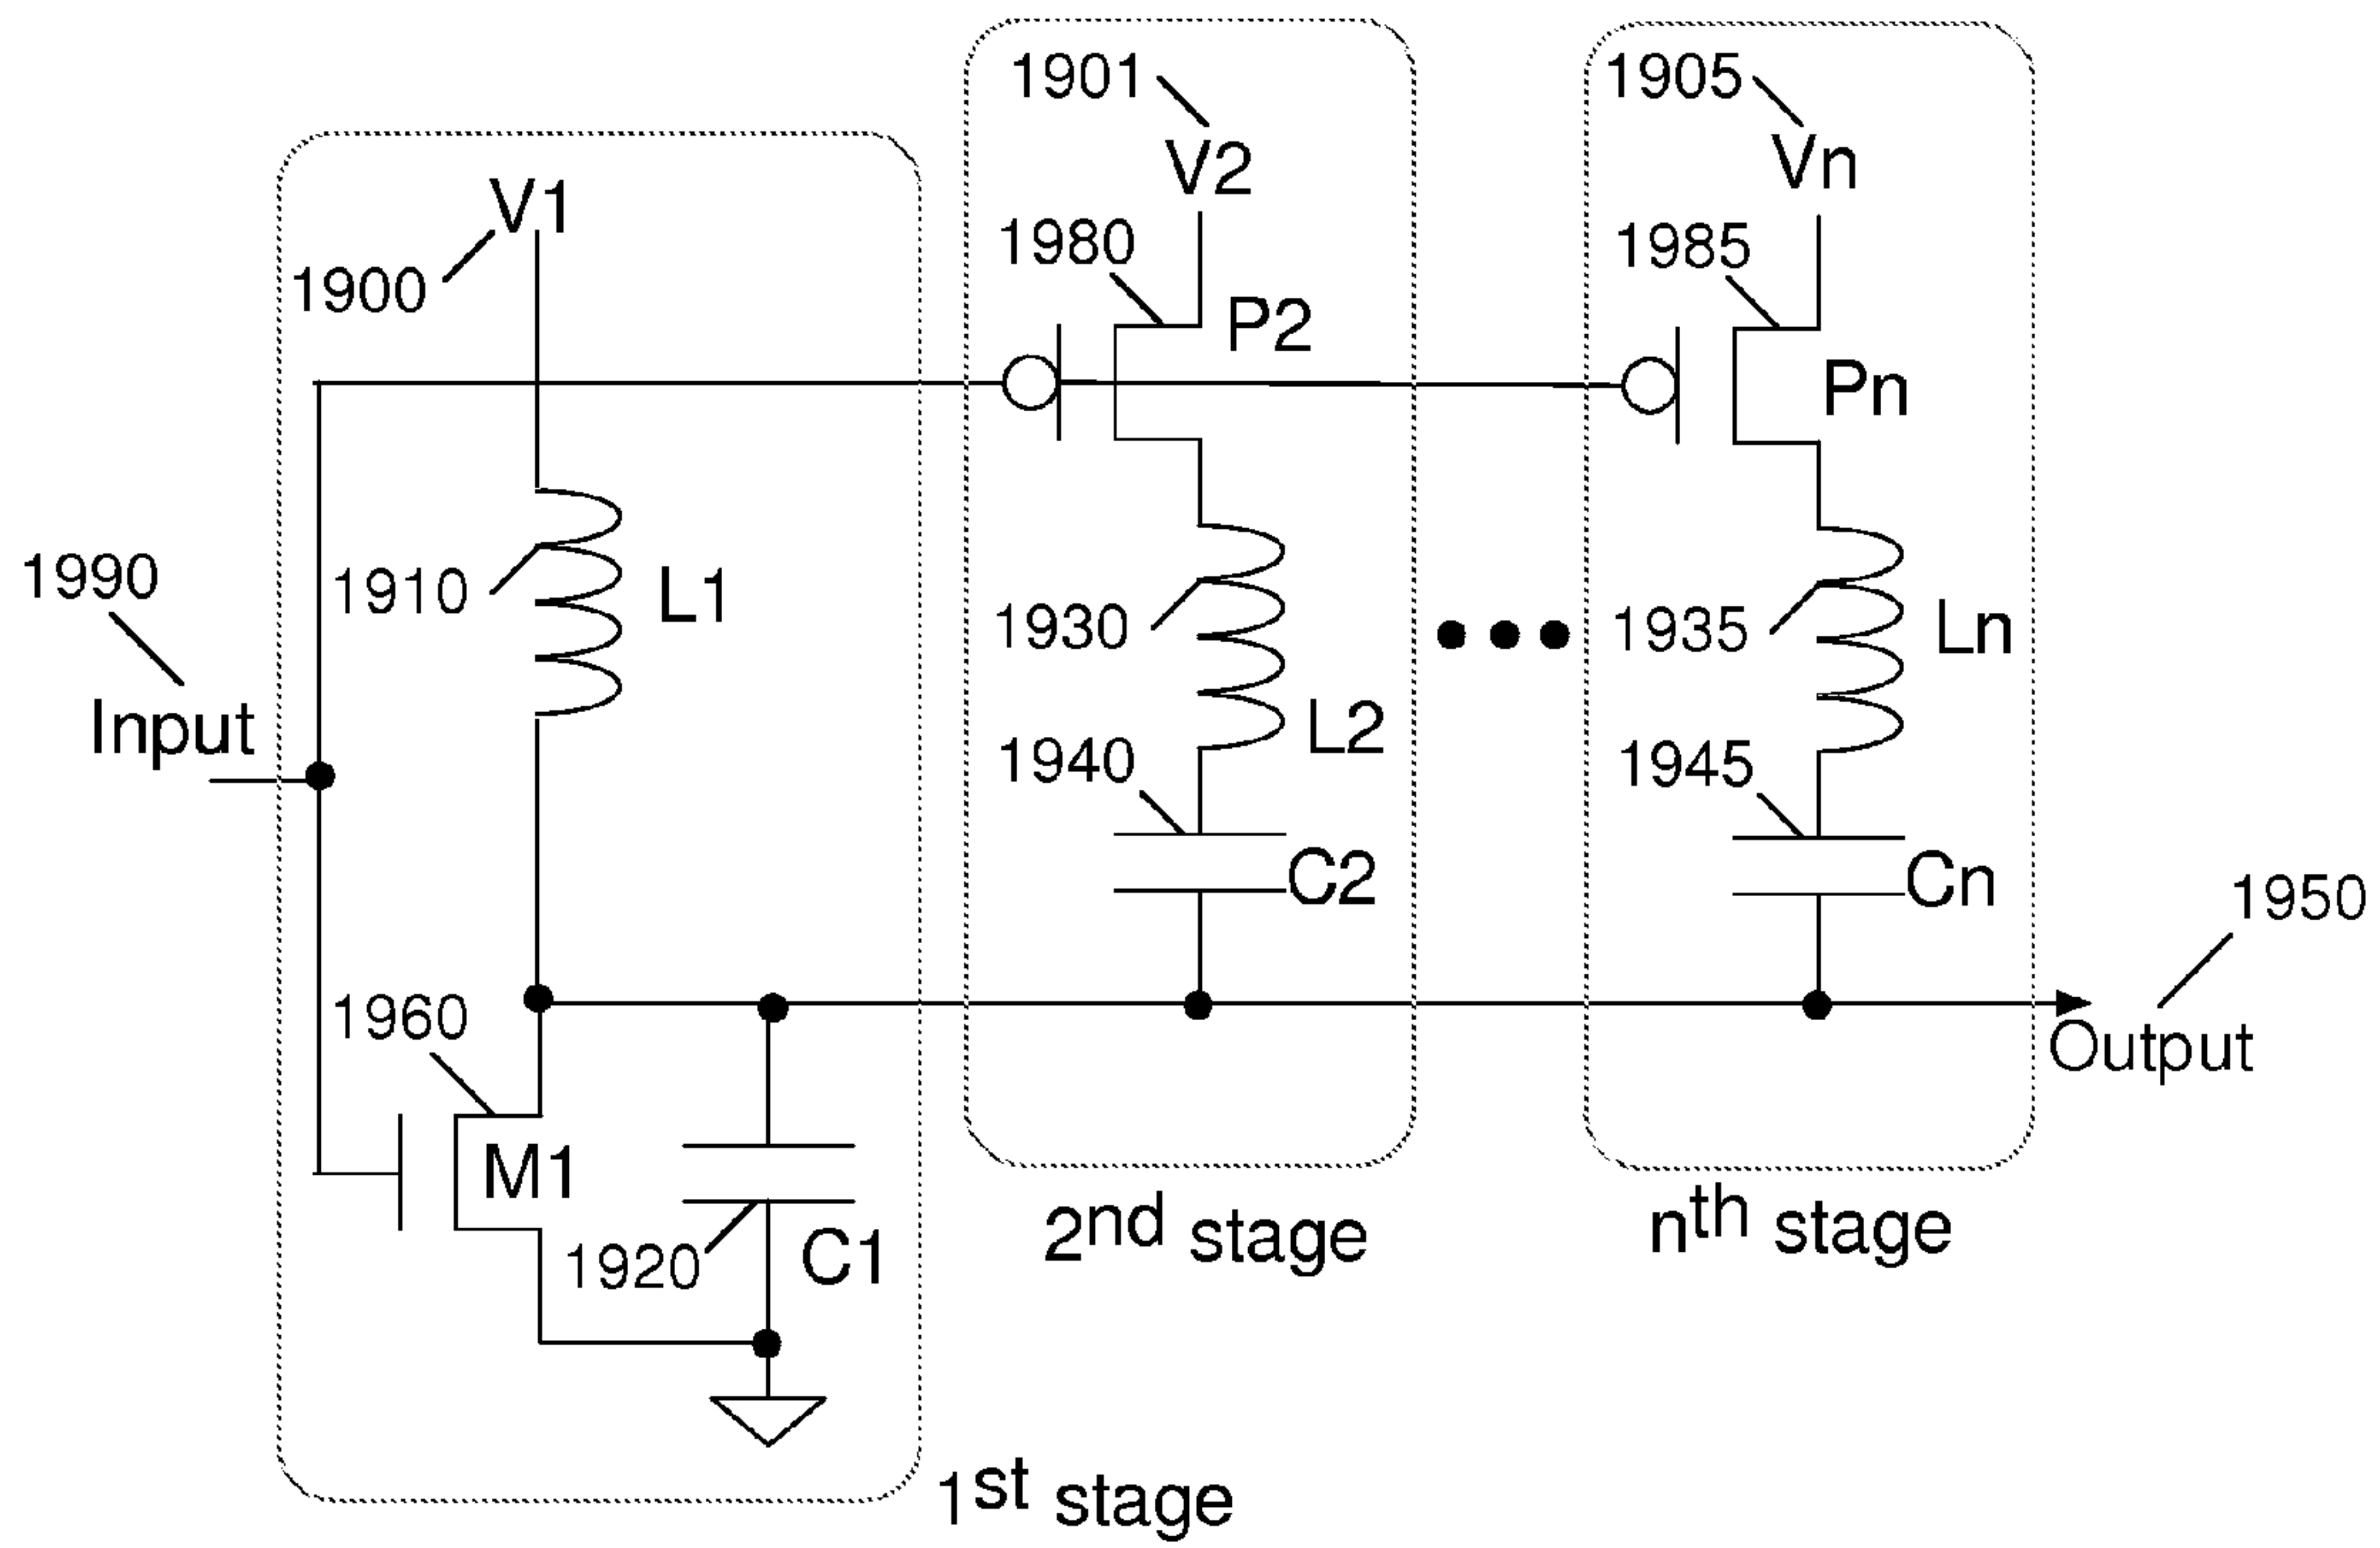 1901
V2
1980
P2
1905
Vn
1985
Pn
V1
1900
1990
Input
1910
L1
1930
L2
1940
C2
1935
Ln
1945
Cn
1950
Output
1960
M1
1920
C1
2nd stage
nth stage
1st stage